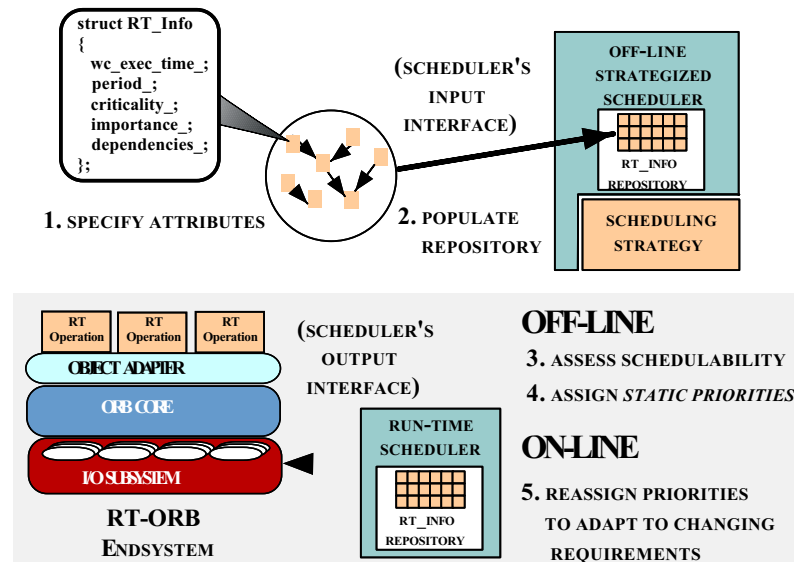 struct RT_Info
{
wc_exec_time_;
period_;
criticality_;
importance_;
dependencies_;
};
1. SPECIFY ATTRIBUTES
(SCHEDULER'S
INPUT
INTERFACE)
2. POPULATE
REPOSITORY
OFF-LINE
STRATEGIZED
SCHEDULER
RT_INFO
REPOSITORY
SCHEDULING
STRATEGY
RT
Operation
RT
Operation
RT
Operation
OBJECT ADAPTER
ORB CORE
I/O SUBSYSTEM
RT-ORB
ENDSYSTEM
(SCHEDULER'S
OUTPUT
INTERFACE)
RUN-TIME
SCHEDULER
RT_INFO
REPOSITORY
OFF-LINE
3. ASSESS SCHEDULABILITY
4. ASSIGN STATIC PRIORITIES
ON-LINE
5. REASSIGN PRIORITIES
TO ADAPT TO CHANGING
REQUIREMENTS